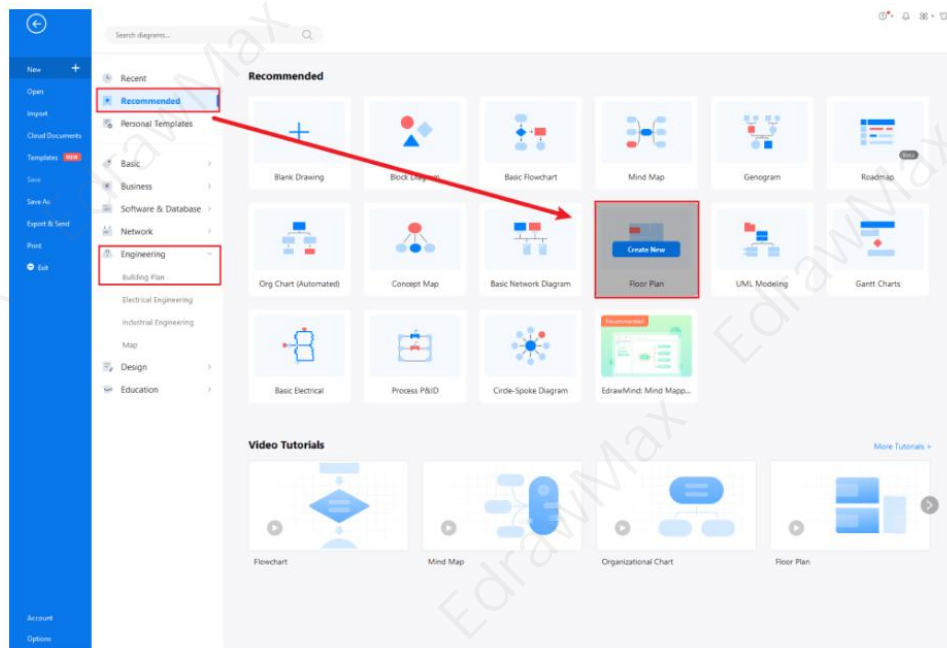 Search diagrams...
New +
Open
Import
Cloud Documents
Templates NEW
Save
Save As
Export & Send
Print
Exit
Account
Options
Recent
Recommended
Personal Templates
Basic
Business
Software & Database
Network
Engineering
Building Plan
Electrical Engineering
Industrial Engineering
Map
Design
Education
Recommended
Blank Drawing
Block Diagram
Basic Flowchart
Mind Map
Genogram
Beta
Roadmap
Org Chart (Automated)
Concept Map
Basic Network Diagram
Create New
Floor Plan
UML Modeling
Gantt Charts
Basic Electrical
Process P&ID
Circle-Spoke Diagram
Recommended
EdrawMind: Mind Mapp...
Video Tutorials
More Tutorials >
Flowchart
Mind Map
Organizational Chart
Floor Plan
EdrawMax
EdrawMax
EdrawMax
EdrawMax